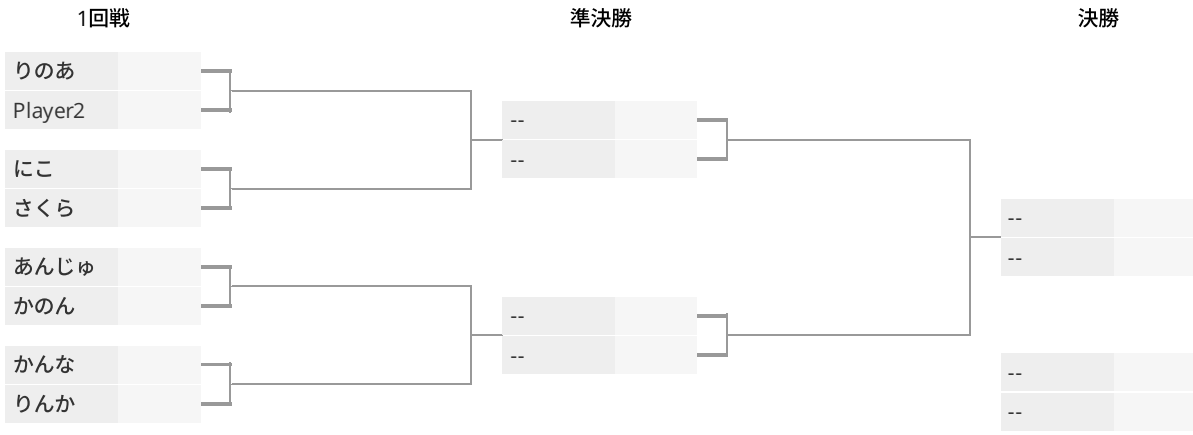 1回戦
準決勝
決勝
りのあ
Player2
にこ
さくら
あんじゅ
かのん
かんな
りんか
--
--
--
--
--
--
--
--